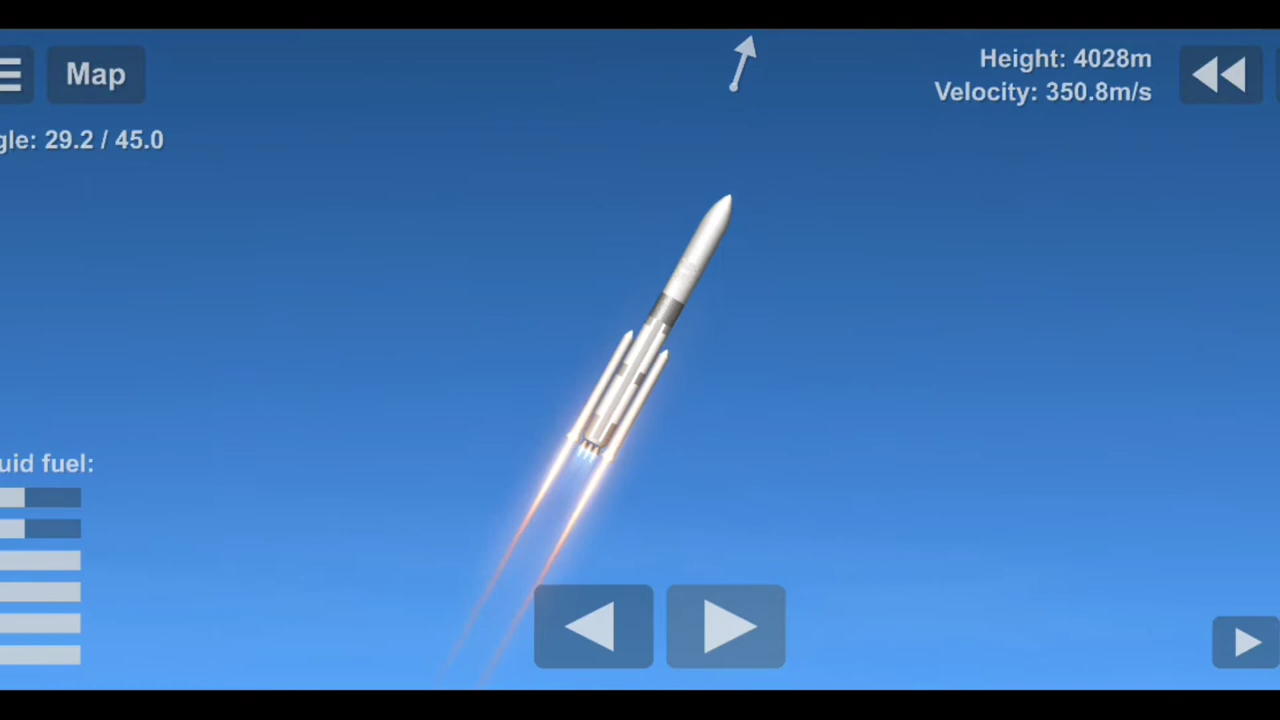 Map
Height: 4028m
Velocity: 350.8m/s
gle: 29.2 / 45.0
uid fuel: